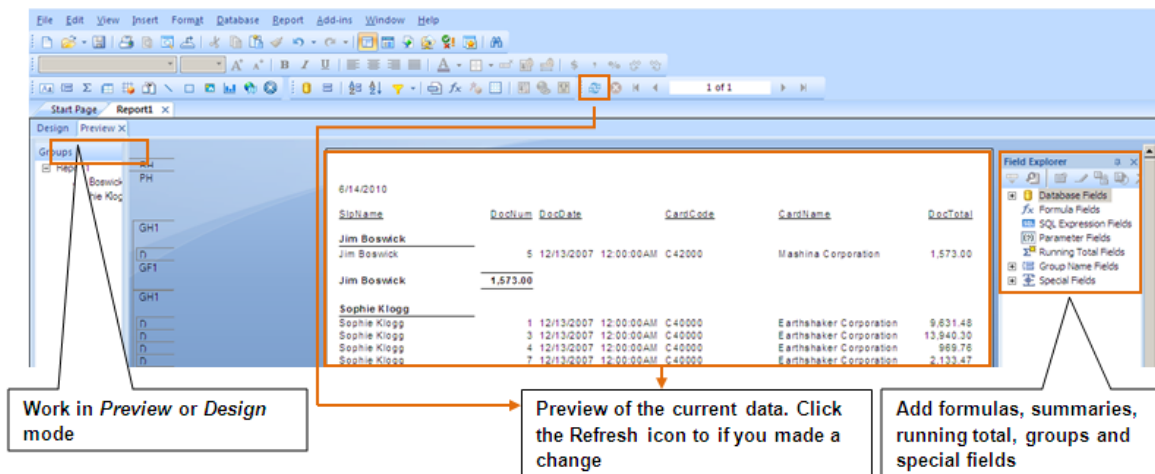 File Edit View Insert Format Database Report Add-ins Window Help
B I U
1 of 1
Start Page Report1
Design Preview
Groups
Boswick
RH
PH
GH1
D
GF1
GH1
D
D
D
D
6/14/2010
SlpName DocNum DocDate CardCode CardName DocTotal
Jim Boswick
Jim Boswick 5 12/13/2007 12:00:00AM C42000 Mashina Corporation 1,573.00
Jim Boswick 1,573.00
Sophie Klogg
Sophie Klogg 1 12/13/2007 12:00:00AM C40000 Earthshaker Corporation 9,631.48
Sophie Klogg 3 12/13/2007 12:00:00AM C40000 Earthshaker Corporation 13,940.30
Sophie Klogg 4 12/13/2007 12:00:00AM C40000 Earthshaker Corporation 969.76
Sophie Klogg 7 12/13/2007 12:00:00AM C40000 Earthshaker Corporation 2,133.47
Field Explorer
Database Fields
Formula Fields
SQL Expression Fields
Parameter Fields
Running Total Fields
Group Name Fields
Special Fields
Work in Preview or Design
mode
Preview of the current data. Click
the Refresh icon to if you made a
change
Add formulas, summaries,
running total, groups and
special fields